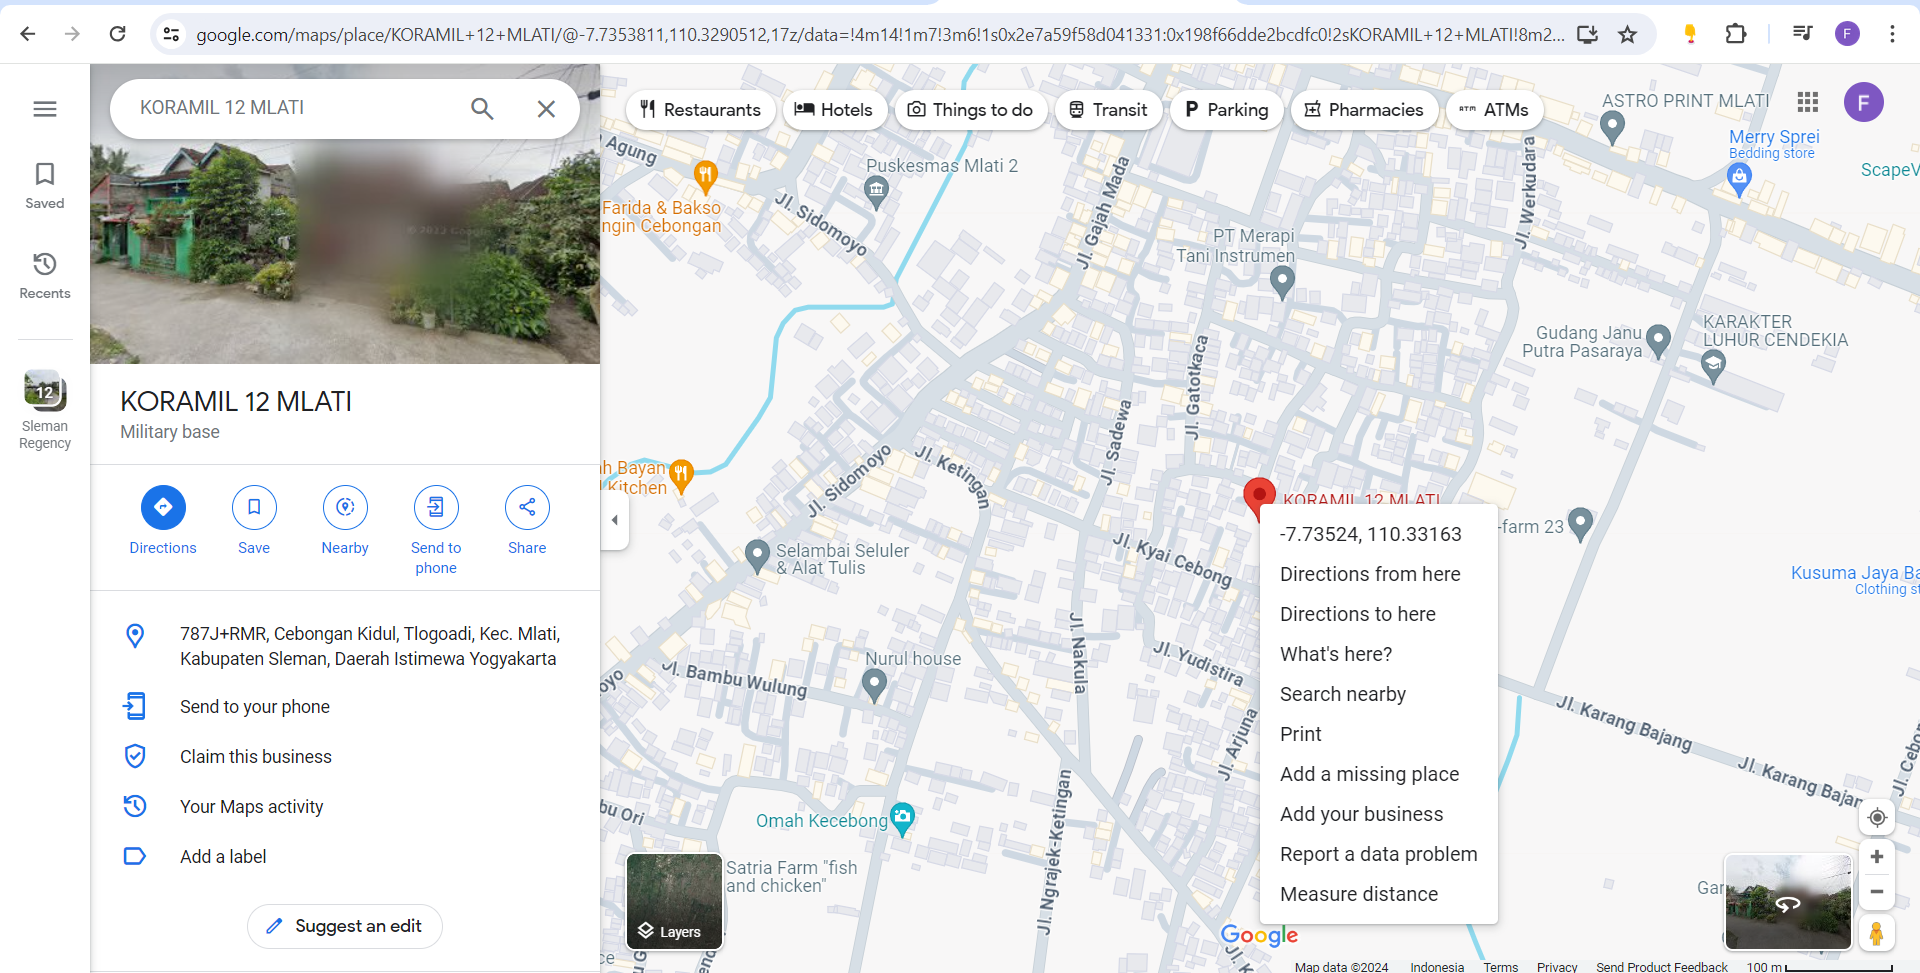 google.com/maps/place/KORAMIL+12+MLATI/@-7.7353811,110.3290512,17z/data=!4m14!1m7!3m6!1s0x2e7a59f58d041331:0x198f66dde2bcdfc0!2sKORAMIL+12+MLATI!8m2...
F
KORAMIL 12 MLATI
Saved
Recents
12
Sleman
Regency
KORAMIL 12 MLATI
Military base
Directions
Save
Nearby
Send to
phone
Share
787J+RMR, Cebongan Kidul, Tlogoadi, Kec. Mlati,
Kabupaten Sleman, Daerah Istimewa Yogyakarta
Send to your phone
Claim this business
Your Maps activity
Add a label
Suggest an edit
Restaurants
Hotels
Things to do
Transit
Parking
Pharmacies
ATM
ATMs
F
ASTRO PRINT MLATI
Merry Sprei
Bedding store
ScapeV
Agung
Puskesmas Mlati 2
Farida & Bakso
ngin Cebongan
Jl. Sidomoyo
Jl. Gajah Mada
Jl. Werkudara
PT Merapi
Tani Instrumen
Gudang Janu
Putra Pasaraya
KARAKTER
LUHUR CENDEKIA
Jl. Gatotkaca
Jl. Sadewa
Jl. Ketingan
Jl. Sidomoyo
ah Bayan
Kitchen
KORAMIL 12 MLATI
-farm 23
Selambai Seluler
& Alat Tulis
Jl. Kyai Cebong
Kusuma Jaya Ba
Clothing st
-7.73524, 110.33163
Directions from here
Directions to here
What's here?
Search nearby
Print
Add a missing place
Add your business
Report a data problem
Measure distance
Jl. Nakula
Jl. Yudistira
Nurul house
Jl. Bambu Wulung
oyo
Jl. Arjuna
Jl. Karang Bajang
Jl. Karang Bajang
Jl. Cebo
Jl. Ngrajek-Ketingan
bu Ori
Omah Kecebong
Satria Farm "fish
and chicken"
Layers
Gar
ce
Jl. G
Jl. K
Google
Map data ©2024
Indonesia
Terms
Privacy
Send Product Feedback
100 m